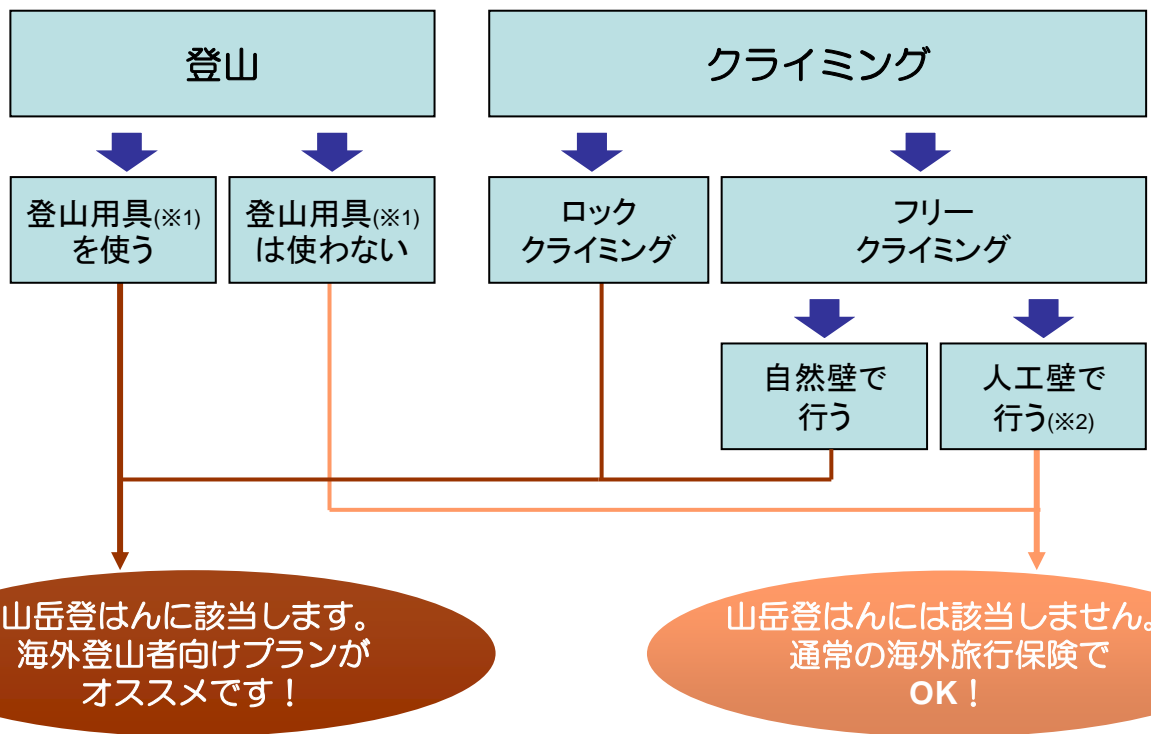 登山
クライミング
登山用具(※1)
を使う
登山用具(※1)
は使わない
ロック
クライミング
フリー
クライミング
自然壁で
行う
人工壁で
行う(※2)
山岳登はんに該当します。
海外登山者向けプランが
オススメです！
山岳登はんには該当しません。
通常の海外旅行保険で
OK！